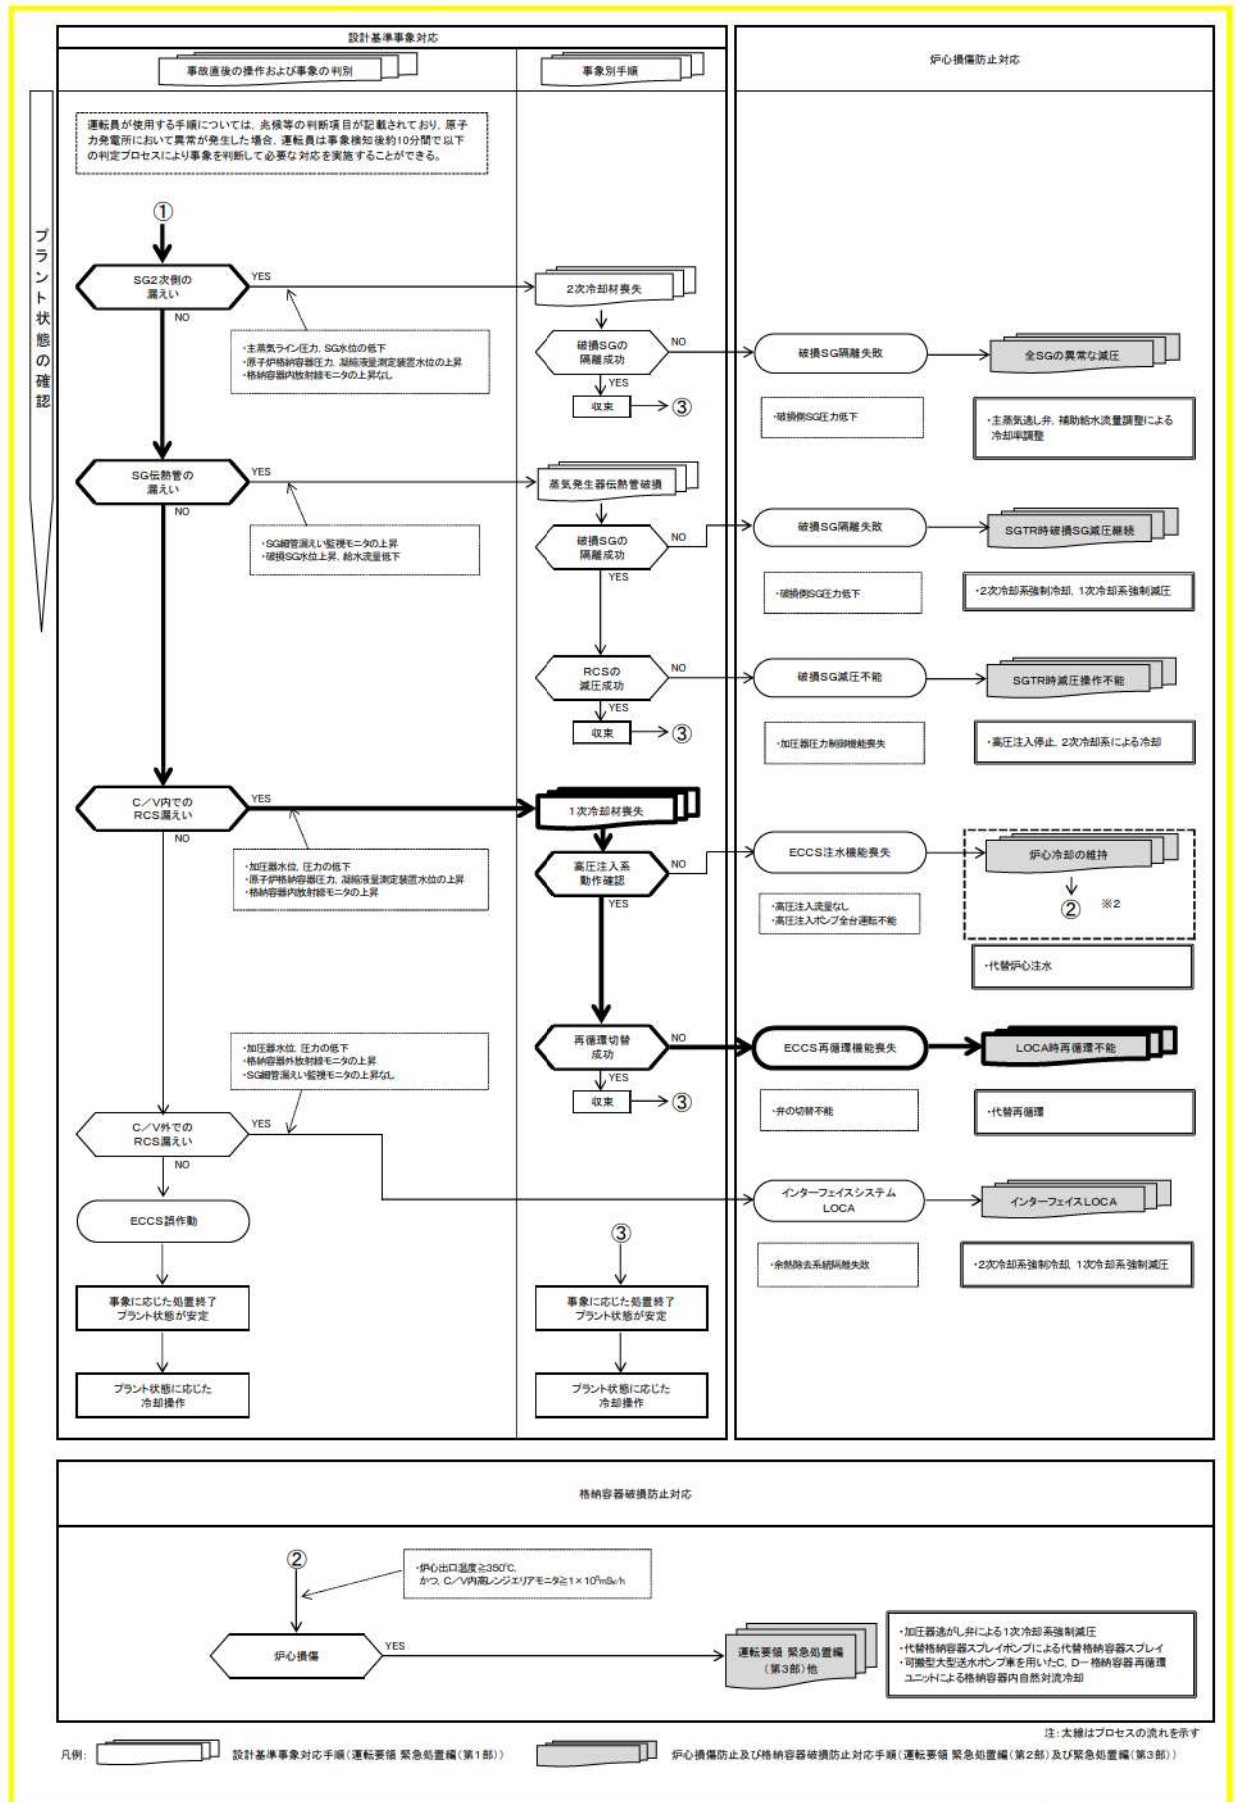 設計基準事象対応
事故直後の操作および事象の判別
事象別手順
炉心損傷防止対応
プラント状態の確認
運転員が使用する手順については、兆候等の判断項目が記載されており、原子
力発電所において異常が発生した場合、運転員は事象検知後約10分間で以下
の判定プロセスにより事象を判断して必要な対応を実施することができる。
①
SG2次側の
漏えい
YES
NO
・主蒸気ライン圧力、SG水位の低下
・原子炉格納容器圧力、凝縮液量測定装置水位の上昇
・格納容器内放射線モニタの上昇なし
2次冷却材喪失
破損SGの
隔離成功
NO
YES
収束
③
破損SG隔離失敗
全SGの異常な減圧
・破損側SG圧力低下
・主蒸気逃し弁、補助給水流量調整による
冷却率調整
SG伝熱管の
漏えい
YES
NO
・SG細管漏えい監視モニタの上昇
・破損SG水位上昇、給水流量低下
蒸気発生器伝熱管破損
破損SGの
隔離成功
NO
YES
破損SG隔離失敗
SGTR時破損SG減圧継続
・破損側SG圧力低下
・2次冷却系強制冷却、1次冷却系強制減圧
RCSの
減圧成功
NO
YES
収束
③
破損SG減圧不能
SGTR時減圧操作不能
・加圧器圧力制御機能喪失
・高圧注入停止、2次冷却系による冷却
C/V内での
RCS漏えい
YES
NO
・加圧器水位、圧力の低下
・原子炉格納容器圧力、凝縮液量測定装置水位の上昇
・格納容器内放射線モニタの上昇
1次冷却材喪失
高圧注入系
動作確認
NO
YES
ECCS注水機能喪失
炉心冷却の維持
② ※2
・高圧注入流量なし
・高圧注入ポンプ全台運転不能
・代替炉心注水
再循環切替
成功
NO
YES
収束
③
ECCS再循環機能喪失
LOCA時再循環不能
・弁の切替不能
・代替再循環
・加圧器水位、圧力の低下
・格納容器外放射線モニタの上昇
・SG細管漏えい監視モニタの上昇なし
C/V外での
RCS漏えい
YES
NO
インターフェイスシステム
LOCA
インターフェイスLOCA
・余熱除去系統隔離失敗
・2次冷却系強制冷却、1次冷却系強制減圧
ECCS誤作動
事象に応じた処置終了
プラント状態が安定
プラント状態に応じた
冷却操作
③
事象に応じた処置終了
プラント状態が安定
プラント状態に応じた
冷却操作
格納容器破損防止対応
②
・炉心出口温度≧350℃、
かつ、C/V内高レンジエリアモニタ≧1×10⁵mSv/h
炉心損傷
YES
運転要領 緊急処置編
(第3部)他
・加圧器逃がし弁による1次冷却系強制減圧
・代替格納容器スプレイポンプによる代替格納容器スプレイ
・可搬型大型送水ポンプ車を用いたC、D-格納容器再循環
ユニットによる格納容器内自然対流冷却
注:太線はプロセスの流れを示す
凡例:
設計基準事象対応手順(運転要領 緊急処置編(第1部))
炉心損傷防止及び格納容器破損防止対応手順(運転要領 緊急処置編(第2部)及び緊急処置編(第3部))